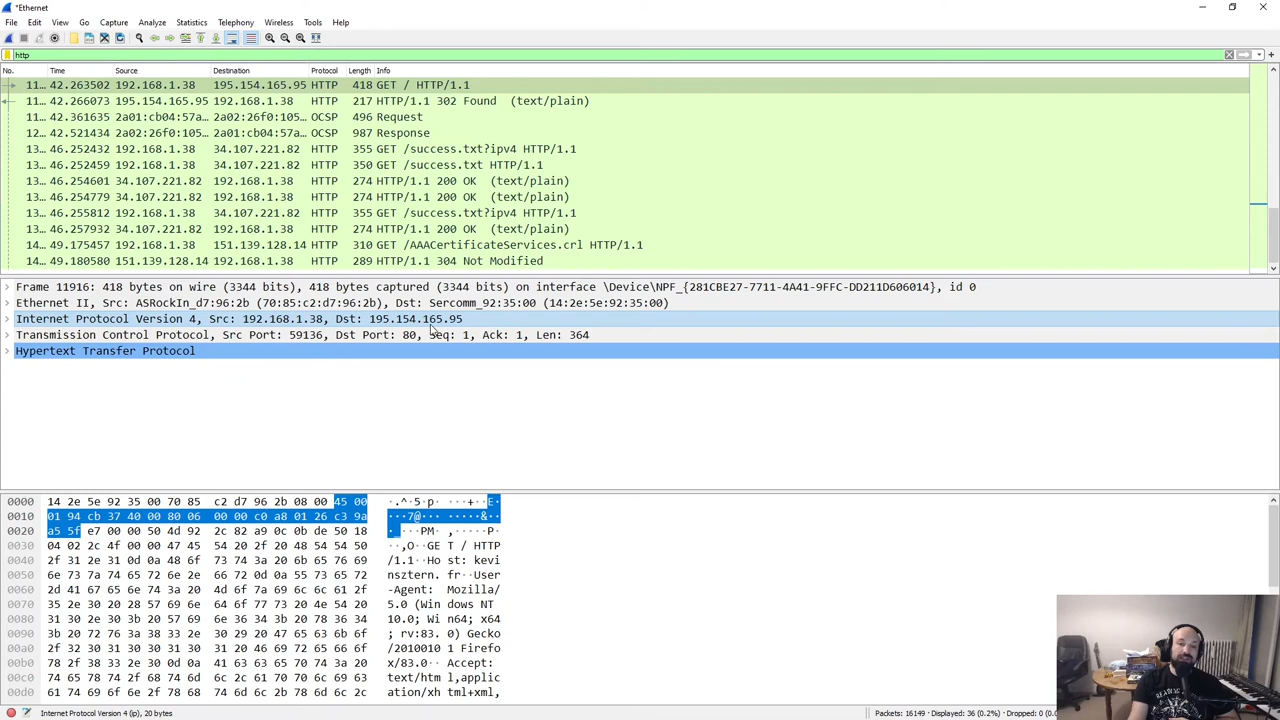 *Ethernet
File Edit View Go Capture Analyze Statistics Telephony Wireless Tools Help
http
No. Time Source Destination Protocol Length Info
11… 42.263502 192.168.1.38 195.154.165.95 HTTP 418 GET / HTTP/1.1
11… 42.266073 195.154.165.95 192.168.1.38 HTTP 217 HTTP/1.1 302 Found (text/plain)
11… 42.361635 2a01:cb04:57a… 2a02:26f0:105… OCSP 496 Request
12… 42.521434 2a02:26f0:105… 2a01:cb04:57a… OCSP 987 Response
13… 46.252432 192.168.1.38 34.107.221.82 HTTP 355 GET /success.txt?ipv4 HTTP/1.1
13… 46.252459 192.168.1.38 34.107.221.82 HTTP 350 GET /success.txt HTTP/1.1
13… 46.254601 34.107.221.82 192.168.1.38 HTTP 274 HTTP/1.1 200 OK (text/plain)
13… 46.254779 34.107.221.82 192.168.1.38 HTTP 274 HTTP/1.1 200 OK (text/plain)
13… 46.255812 192.168.1.38 34.107.221.82 HTTP 355 GET /success.txt?ipv4 HTTP/1.1
13… 46.257932 34.107.221.82 192.168.1.38 HTTP 274 HTTP/1.1 200 OK (text/plain)
14… 49.175457 192.168.1.38 151.139.128.14 HTTP 310 GET /AAACertificateServices.crl HTTP/1.1
14… 49.180580 151.139.128.14 192.168.1.38 HTTP 289 HTTP/1.1 304 Not Modified
Frame 11916: 418 bytes on wire (3344 bits), 418 bytes captured (3344 bits) on interface \Device\NPF_{281CBE27-7711-4A41-9FFC-DD211D606014}, id 0
Ethernet II, Src: ASRockIn_d7:96:2b (70:85:c2:d7:96:2b), Dst: Sercomm_92:35:00 (14:2e:5e:92:35:00)
Internet Protocol Version 4, Src: 192.168.1.38, Dst: 195.154.165.95
Transmission Control Protocol, Src Port: 59136, Dst Port: 80, Seq: 1, Ack: 1, Len: 364
Hypertext Transfer Protocol
0000 14 2e 5e 92 35 00 70 85 c2 d7 96 2b 08 00 45 00 ·.^·5·p· ···+··E·
0010 01 94 cb 37 40 00 80 06 00 00 c0 a8 01 26 c3 9a ···7@··· ·····&··
0020 a5 5f e7 00 00 50 4d 92 2c 82 a9 0c 0b de 50 18 ·_···PM· ,·····P·
0030 04 02 2c 4f 00 00 47 45 54 20 2f 20 48 54 54 50 ··,O··GE T / HTTP
0040 2f 31 2e 31 0d 0a 48 6f 73 74 3a 20 6b 65 76 69 /1.1··Ho st: kevi
0050 6e 73 7a 74 65 72 6e 2e 66 72 0d 0a 55 73 65 72 nsztern. fr··User
0060 2d 41 67 65 6e 74 3a 20 4d 6f 7a 69 6c 6c 61 2f -Agent: Mozilla/
0070 35 2e 30 20 28 57 69 6e 64 6f 77 73 20 4e 54 20 5.0 (Win dows NT
0080 31 30 2e 30 3b 20 57 69 6e 36 34 3b 20 78 36 34 10.0; Wi n64; x64
0090 3b 20 72 76 3a 38 33 2e 30 29 20 47 65 63 6b 6f ; rv:83. 0) Gecko
00a0 2f 32 30 31 30 30 31 30 31 20 46 69 72 65 66 6f /2010010 1 Firefo
00b0 78 2f 38 33 2e 30 0d 0a 41 63 63 65 70 74 3a 20 x/83.0·· Accept:
00c0 74 65 78 74 2f 68 74 6d 6c 2c 61 70 70 6c 69 63 text/htm l,applic
00d0 61 74 69 6f 6e 2f 78 68 74 6d 6c 2b 78 6d 6c 2c ation/xh tml+xml,
Internet Protocol Version 4 (ip), 20 bytes
Packets: 16149 · Displayed: 36 (0.2%) · Dropped: 0 (0.